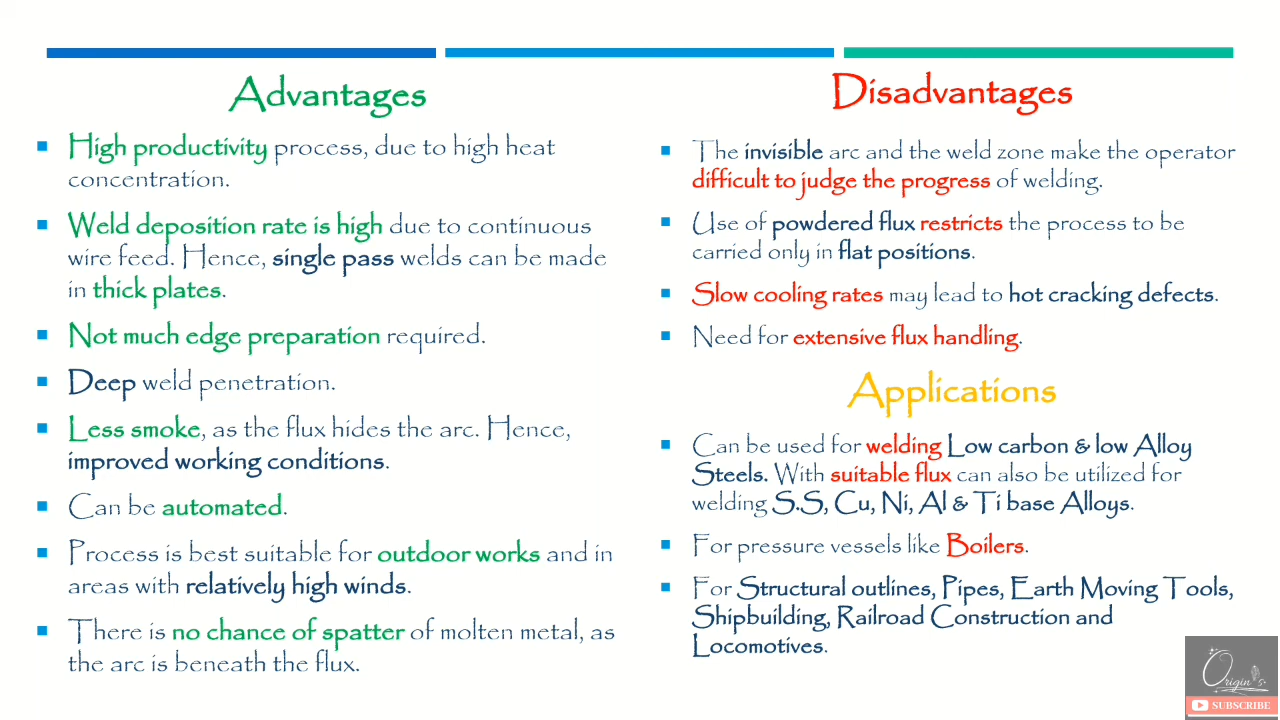 Advantages
High productivity process, due to high heat
concentration.
Weld deposition rate is high due to continuous
wire feed. Hence, single pass welds can be made
in thick plates.
Not much edge preparation required.
Deep weld penetration.
Less smoke, as the flux hides the arc. Hence,
improved working conditions.
Can be automated.
Process is best suitable for outdoor works and in
areas with relatively high winds.
There is no chance of spatter of molten metal, as
the arc is beneath the flux.
Disadvantages
The invisible arc and the weld zone make the operator
difficult to judge the progress of welding.
Use of powdered flux restricts the process to be
carried only in flat positions.
Slow cooling rates may lead to hot cracking defects.
Need for extensive flux handling.
Applications
Can be used for welding Low carbon & low Alloy
Steels. With suitable flux can also be utilized for
welding S.S, Cu, Ni, Al & Ti base Alloys.
For pressure vessels like Boilers.
For Structural outlines, Pipes, Earth Moving Tools,
Shipbuilding, Railroad Construction and
Locomotives.
Origin's
SUBSCRIBE